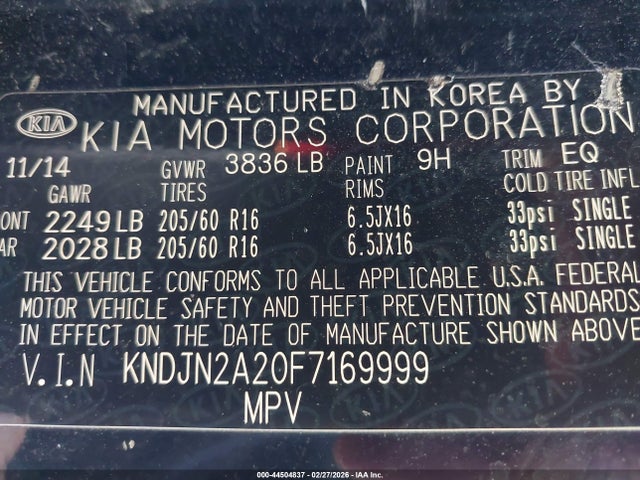 MANUFACTURED IN KOREA BY
KIA KIA MOTORS CORPORATION
11/14 GVWR 3836 LB PAINT 9H TRIM EQ
GAWR TIRES RIMS COLD TIRE INFL
ONT 2249 LB 205/60 R16 6.5JX16 33psi SINGLE
AR 2028 LB 205/60 R16 6.5JX16 33psi SINGLE
THIS VEHICLE CONFORMS TO ALL APPLICABLE U.S.A. FEDERAL
MOTOR VEHICLE SAFETY AND THEFT PREVENTION STANDARDS
IN EFFECT ON THE DATE OF MANUFACTURE SHOWN ABOVE
V.I.N KNDJN2A20F7169999
MPV
000-44504837 - 02/27/2026 - IAA Inc.